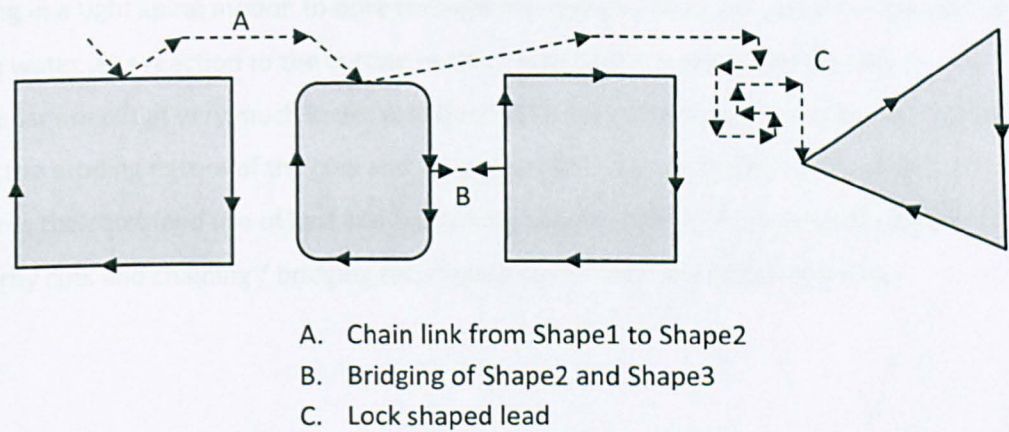 A
C
B
A. Chain link from Shape1 to Shape2
B. Bridging of Shape2 and Shape3
C. Lock shaped lead